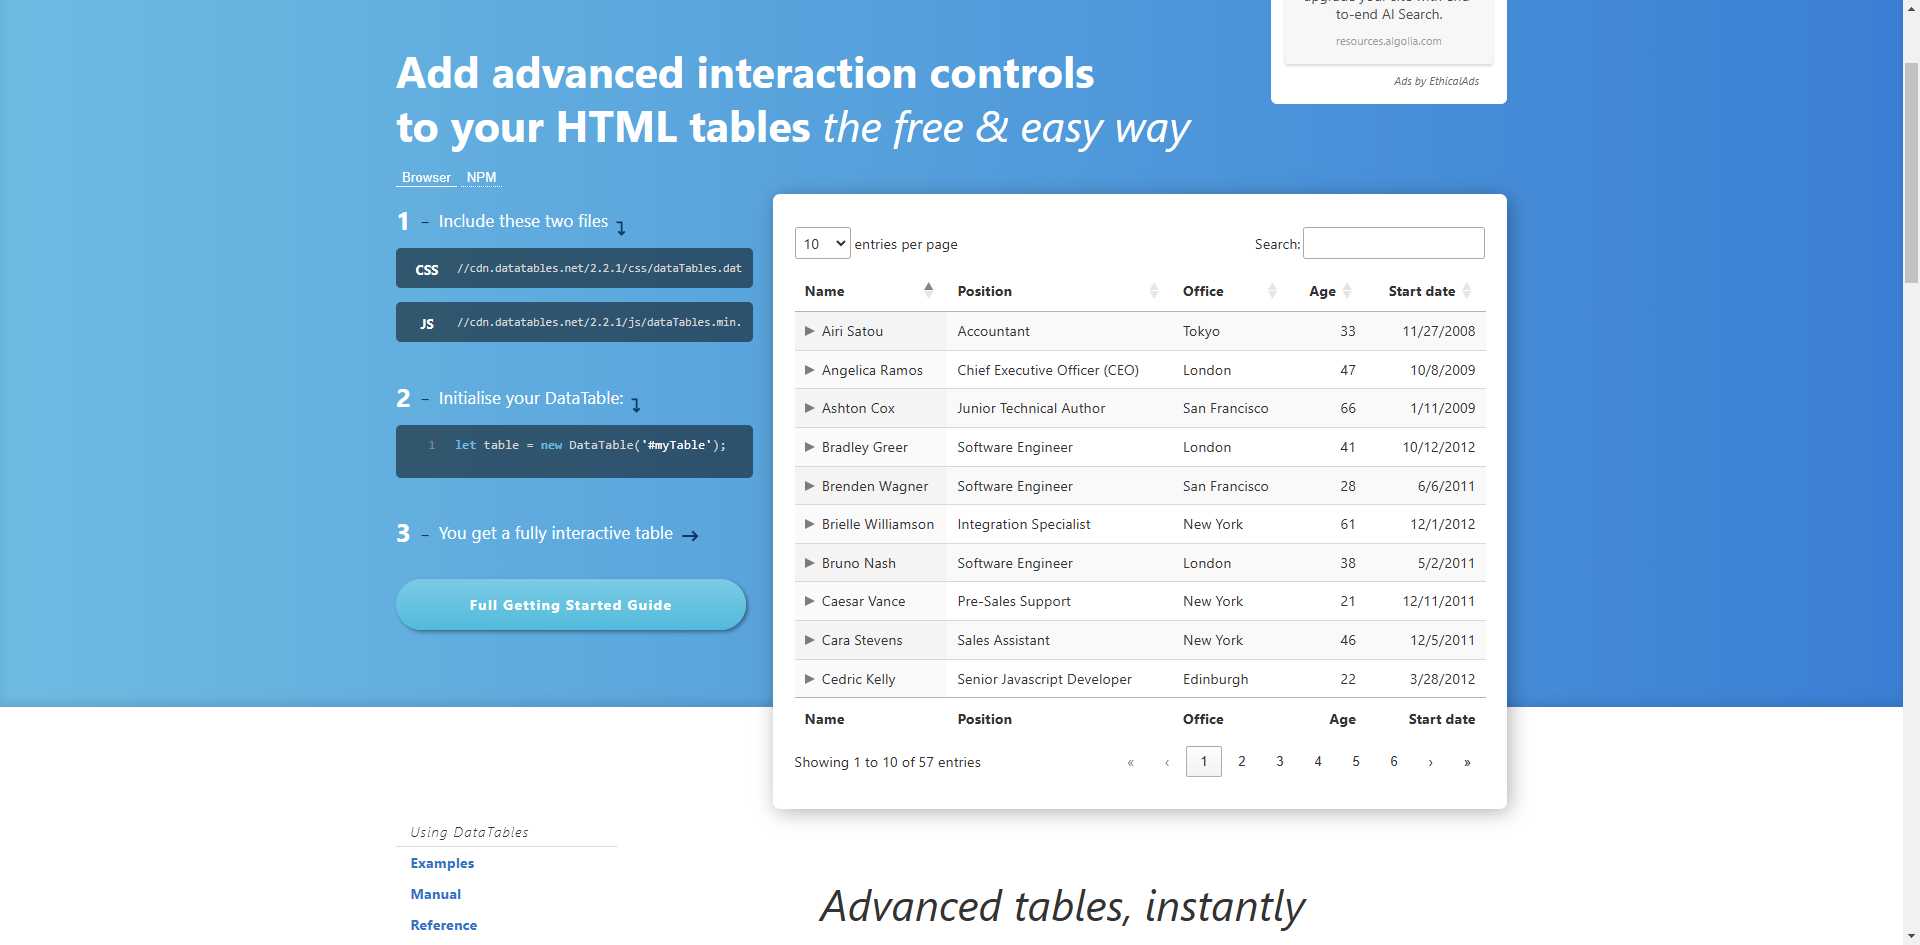 to-end AI Search.
resources.algolia.com
Ads by EthicalAds
Add advanced interaction controls
to your HTML tables the free & easy way
Browser NPM
1 – Include these two files
CSS //cdn.datatables.net/2.2.1/css/dataTables.dat
JS //cdn.datatables.net/2.2.1/js/dataTables.min.
2 – Initialise your DataTable:
1 let table = new DataTable('#myTable');
3 – You get a fully interactive table →
Full Getting Started Guide
10 entries per page Search:
Name Position Office Age Start date
Airi Satou Accountant Tokyo 33 11/27/2008
Angelica Ramos Chief Executive Officer (CEO) London 47 10/8/2009
Ashton Cox Junior Technical Author San Francisco 66 1/11/2009
Bradley Greer Software Engineer London 41 10/12/2012
Brenden Wagner Software Engineer San Francisco 28 6/6/2011
Brielle Williamson Integration Specialist New York 61 12/1/2012
Bruno Nash Software Engineer London 38 5/2/2011
Caesar Vance Pre-Sales Support New York 21 12/11/2011
Cara Stevens Sales Assistant New York 46 12/5/2011
Cedric Kelly Senior Javascript Developer Edinburgh 22 3/28/2012
Name Position Office Age Start date
Showing 1 to 10 of 57 entries « ‹ 1 2 3 4 5 6 › »
Using DataTables
Examples
Manual
Reference
Advanced tables, instantly